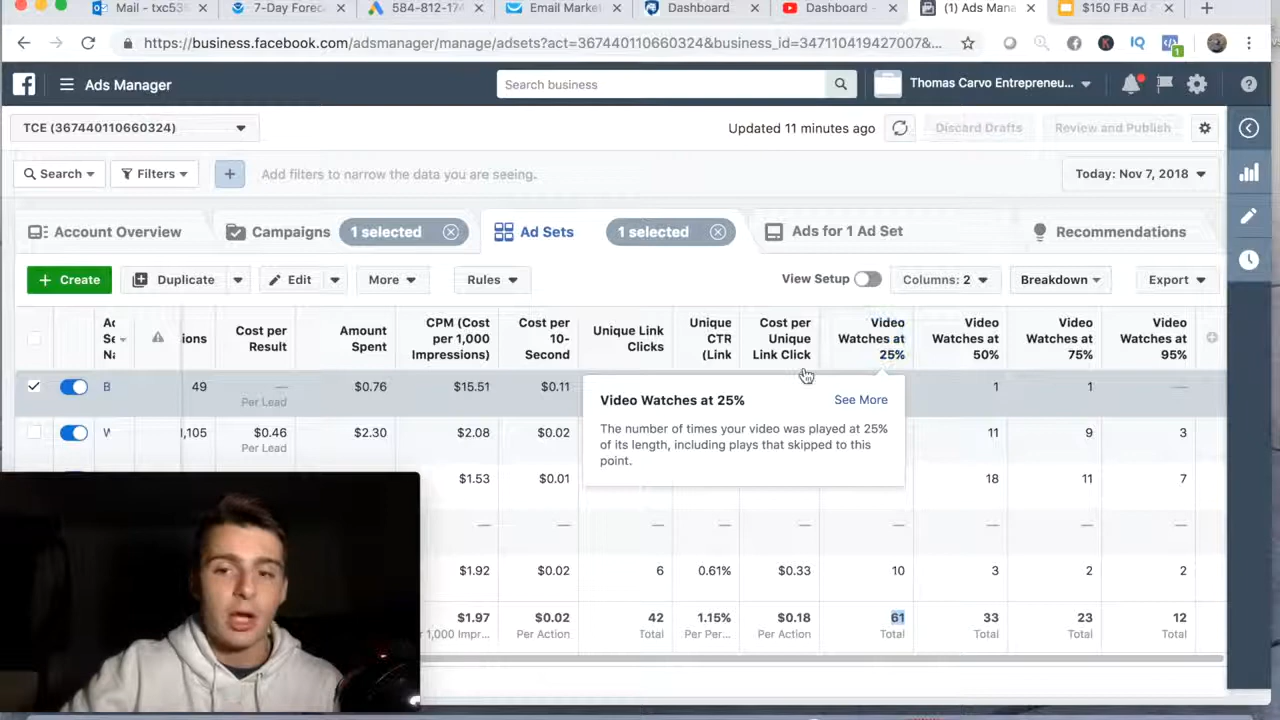 Mail - txc535
7-Day Forec
584-812-174
Email Marke
Dashboard
Dashboard -
(1) Ads Mana
$150 FB Ad S
https://business.facebook.com/adsmanager/manage/adsets?act=367440110660324&business_id=347110419427007&...
Ads Manager
Search business
Thomas Carvo Entrepreneu...
TCE (367440110660324)
Updated 11 minutes ago
Discard Drafts
Review and Publish
Search
Filters
+
Add filters to narrow the data you are seeing.
Today: Nov 7, 2018
Account Overview
Campaigns
1 selected
Ad Sets
1 selected
Ads for 1 Ad Set
Recommendations
+ Create
Duplicate
Edit
More
Rules
View Setup
Columns: 2
Breakdown
Export
Ac
Se
Na
ions
Cost per
Result
Amount
Spent
CPM (Cost
per 1,000
Impressions)
Cost per
10-
Second
Unique Link
Clicks
Unique
CTR
(Link
Cost per
Unique
Link Click
Video
Watches at
25%
Video
Watches at
50%
Video
Watches at
75%
Video
Watches at
95%
B 49 — $0.76 $15.51 $0.11 1 1 —
Per Lead
,105 $0.46 $2.30 $2.08 $0.02 11 9 3
Per Lead
Video Watches at 25%
See More
The number of times your video was played at 25%
of its length, including plays that skipped to this
point.
$1.53 $0.01 18 11 7
— — — — — — — —
$1.92 $0.02 6 0.61% $0.33 10 3 2 2
$1.97 $0.02 42 1.15% $0.18 61 33 23 12
1,000 Impr... Per Action Total Per Per... Per Action Total Total Total Total